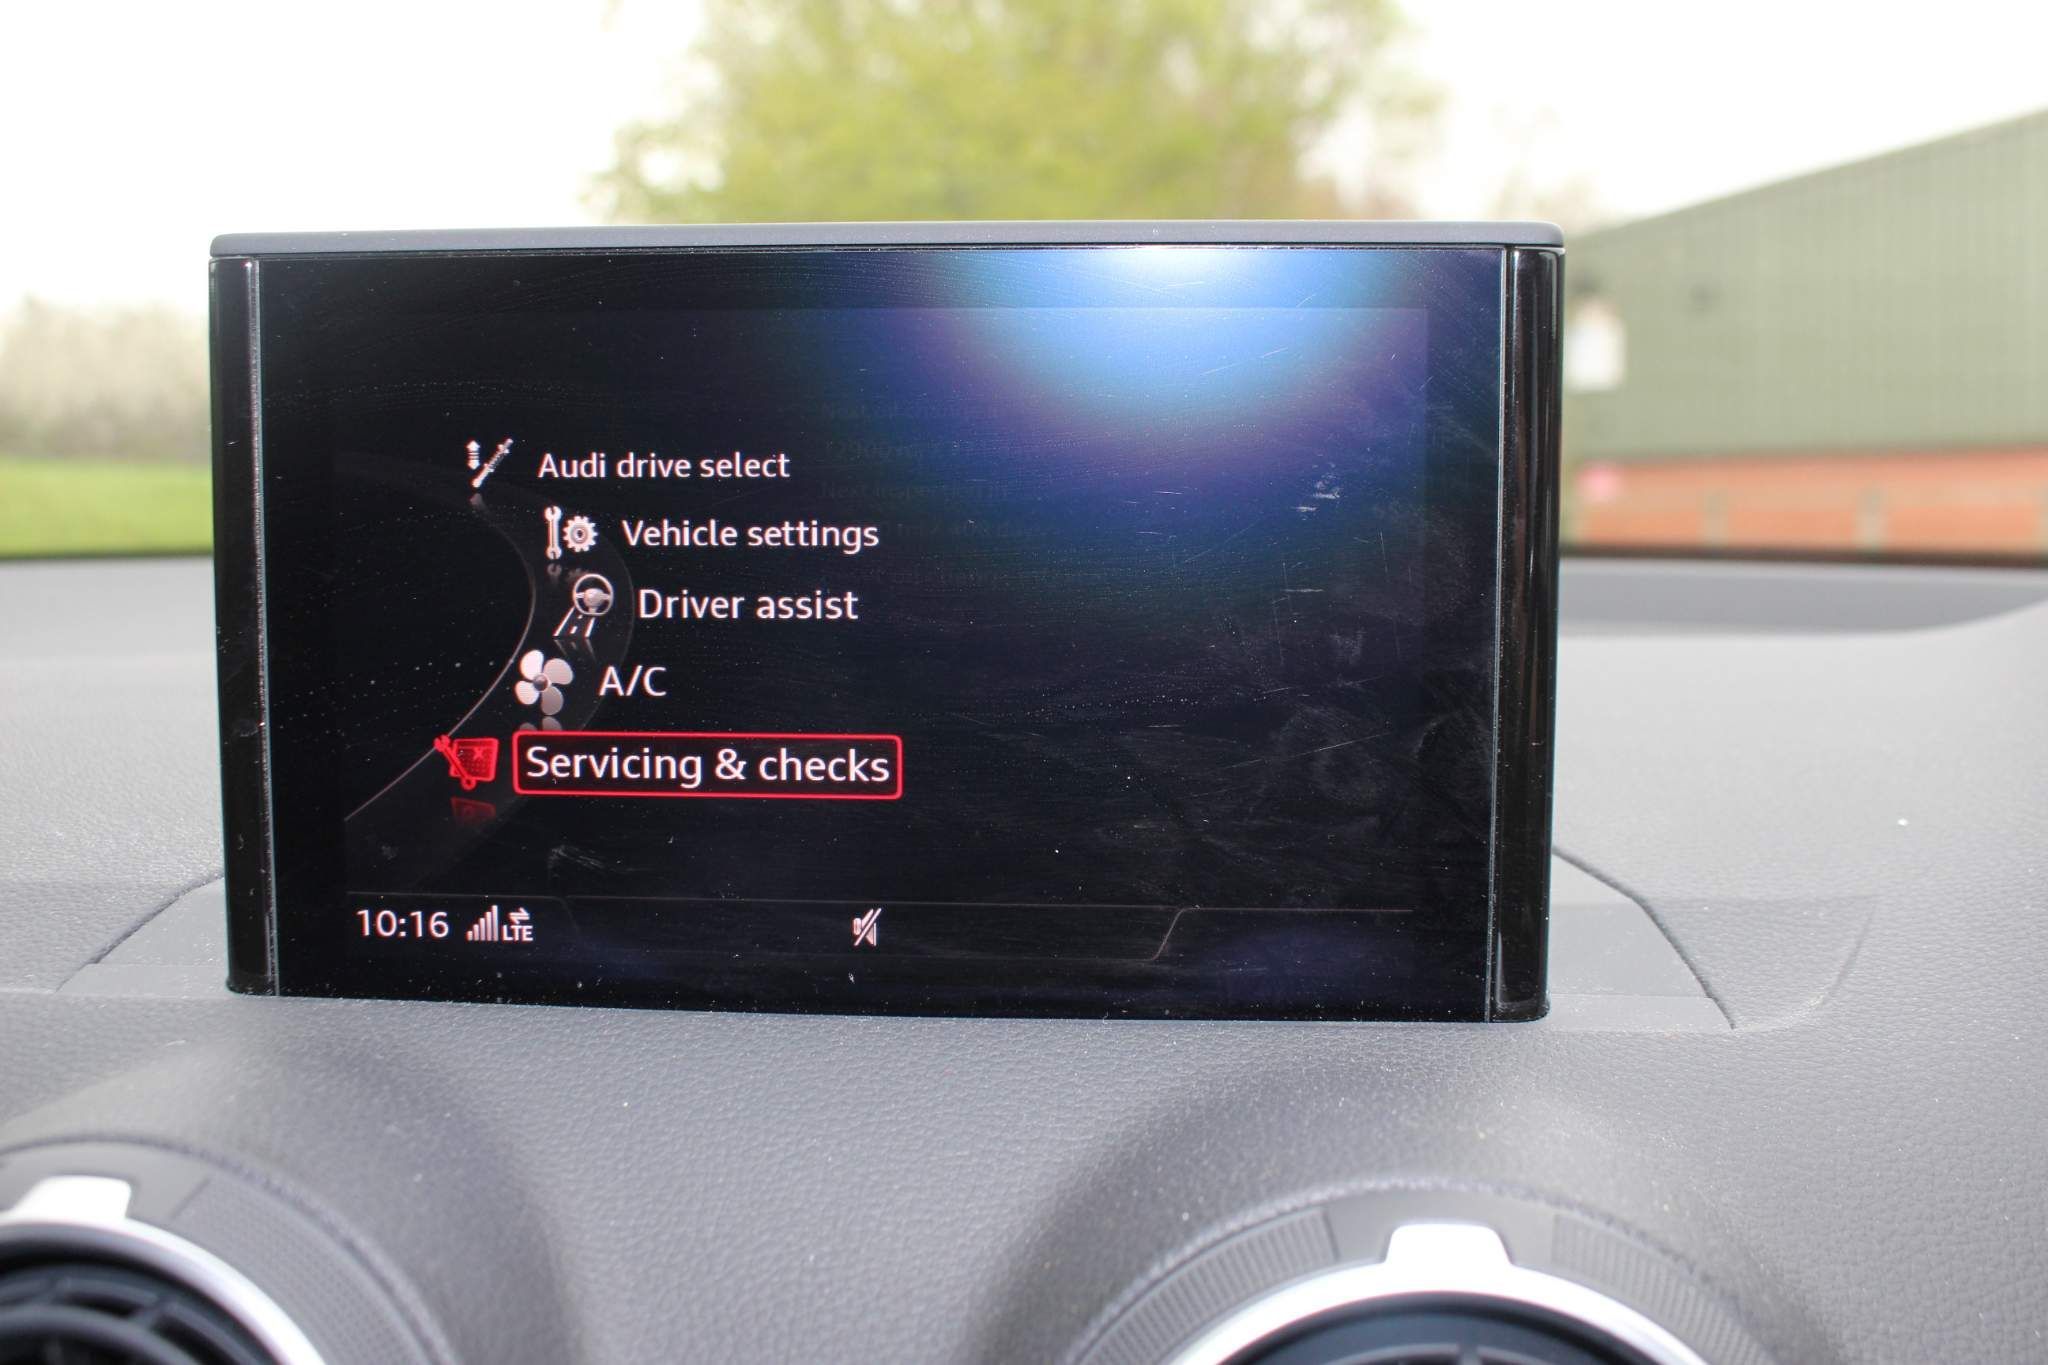 Audi drive select
Vehicle settings
Driver assist
A/C
Servicing & checks
10:16 LTE